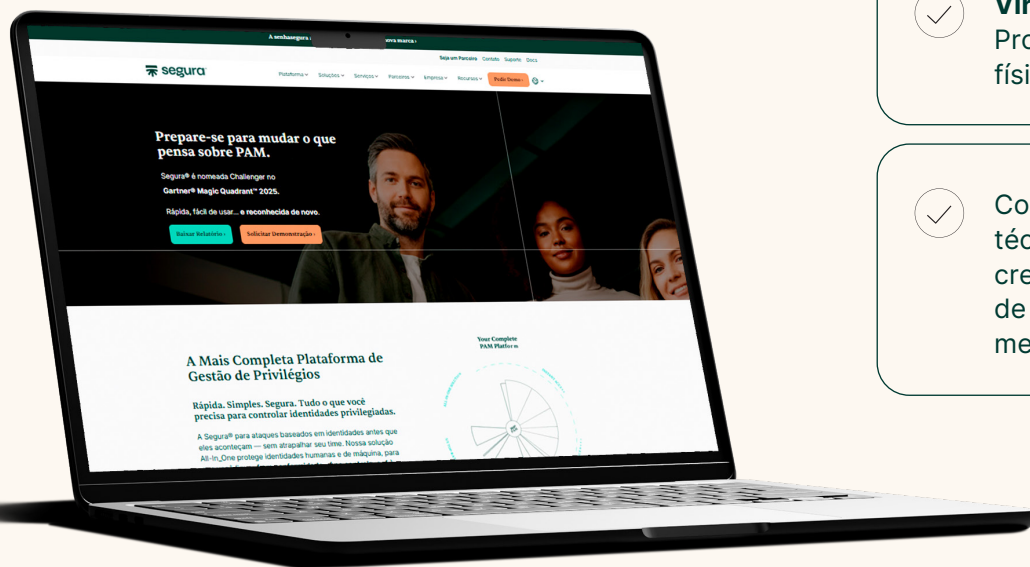 A senhasegura
nova marca ›
Seja um Parceiro Contato Suporte Docs
segura
Plataforma Soluções Serviços Parceiros Empresa Recursos Pedir Demo ›
Prepare-se para mudar o que
pensa sobre PAM.
Segura® é nomeada Challenger no
Gartner® Magic Quadrant™ 2025.
Rápida, fácil de usar... e reconhecida de novo.
Baixar Relatório › Solicitar Demonstração ›
A Mais Completa Plataforma de
Gestão de Privilégios
Rápida. Simples. Segura. Tudo o que você
precisa para controlar identidades privilegiadas.
A Segura® para ataques baseados em identidades antes que
eles aconteçam — sem atrapalhar seu time. Nossa solução
All-In_One protege identidades humanas e de máquina, para
Your Complete
PAM Platform
Pro
físi
Co
téc
cre
de
me